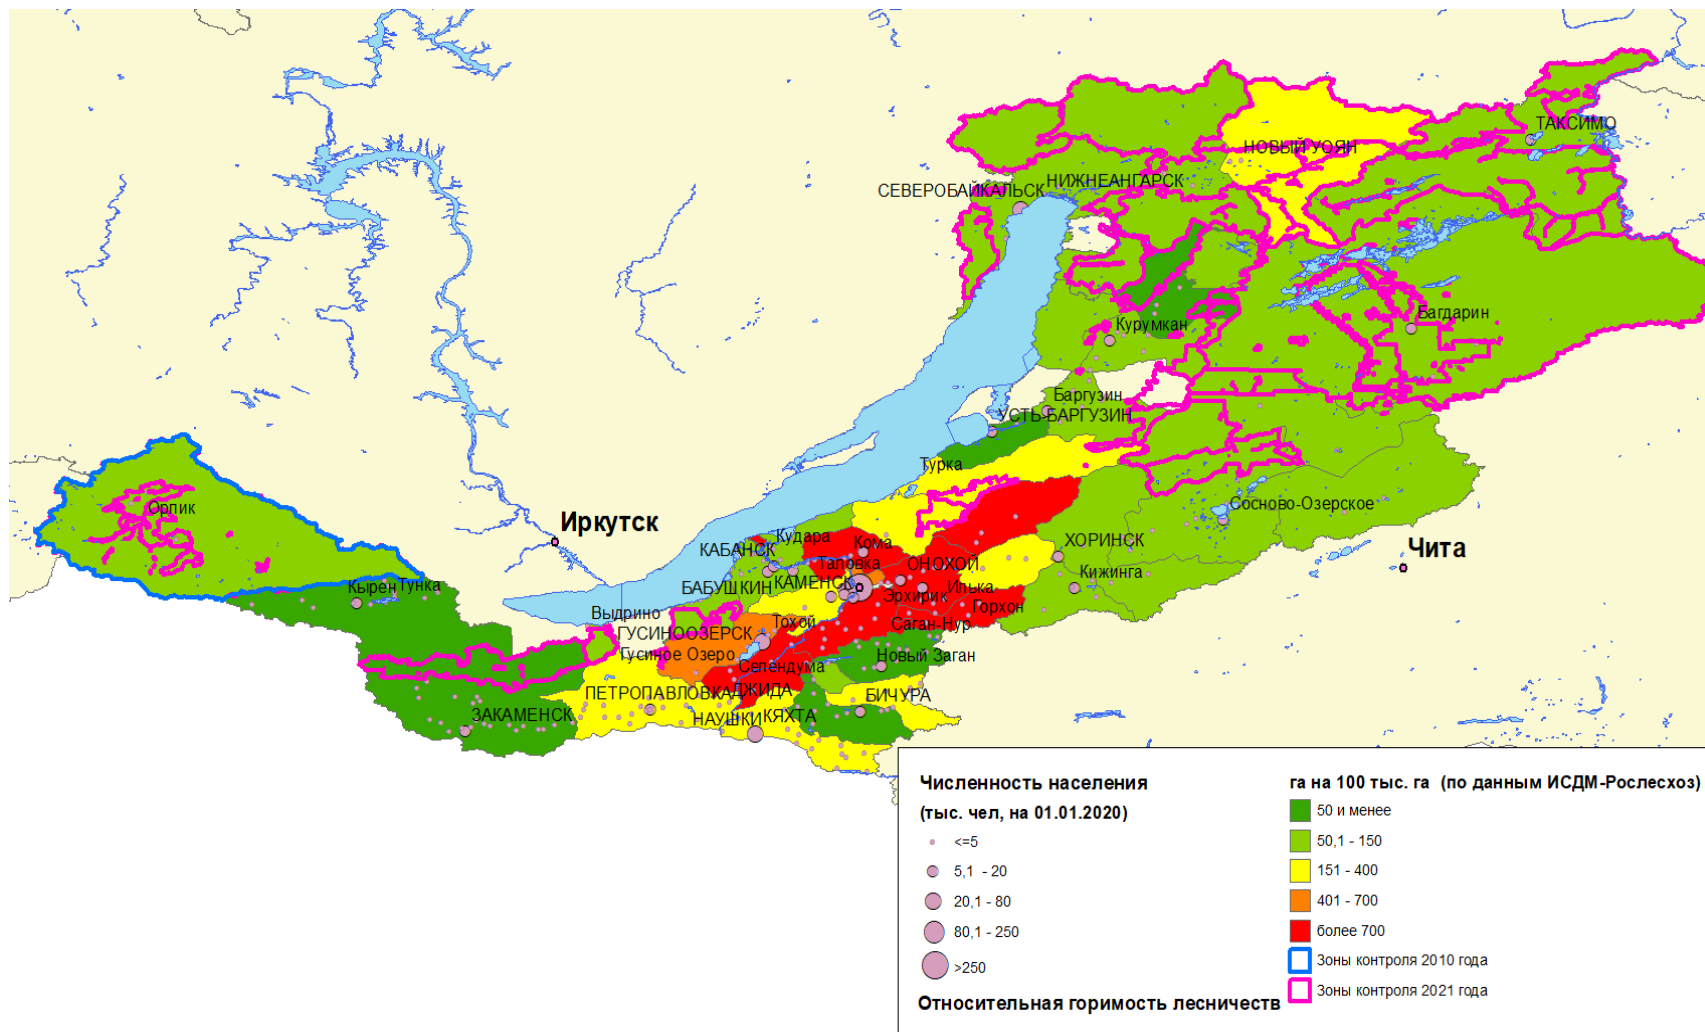 ТАКСИМО
НОВЫЙ УОЯН
НИЖНЕАНГАРСК
СЕВЕРОБАЙКАЛЬСК
Багдарин
Курумкан
Баргузин
УСТЬ-БАРГУЗИН
Турка
Орлик
Сосново-Озерское
Иркутск
Кудара
Кома
ХОРИНСК
Чита
КАБАНСК
Таловка
ОНОХОЙ
Кижинга
Кырен
Тунка
БАБУШКИН
КАМЕНСК
Эрхирик
Илька
Горхон
Выдрино
Тохой
Саган-Нур
ГУСИНООЗЕРСК
Гусиное Озеро
Новый Заган
Селендума
ПЕТРОПАВЛОВКА
ДЖИДА
БИЧУРА
ЗАКАМЕНСК
НАУШКИ
КЯХТА
Численность населения
(тыс. чел, на 01.01.2020)
<=5
5,1 - 20
20,1 - 80
80,1 - 250
>250
Относительная горимость лесничеств
га на 100 тыс. га (по данным ИСДМ-Рослесхоз)
50 и менее
50,1 - 150
151 - 400
401 - 700
более 700
Зоны контроля 2010 года
Зоны контроля 2021 года